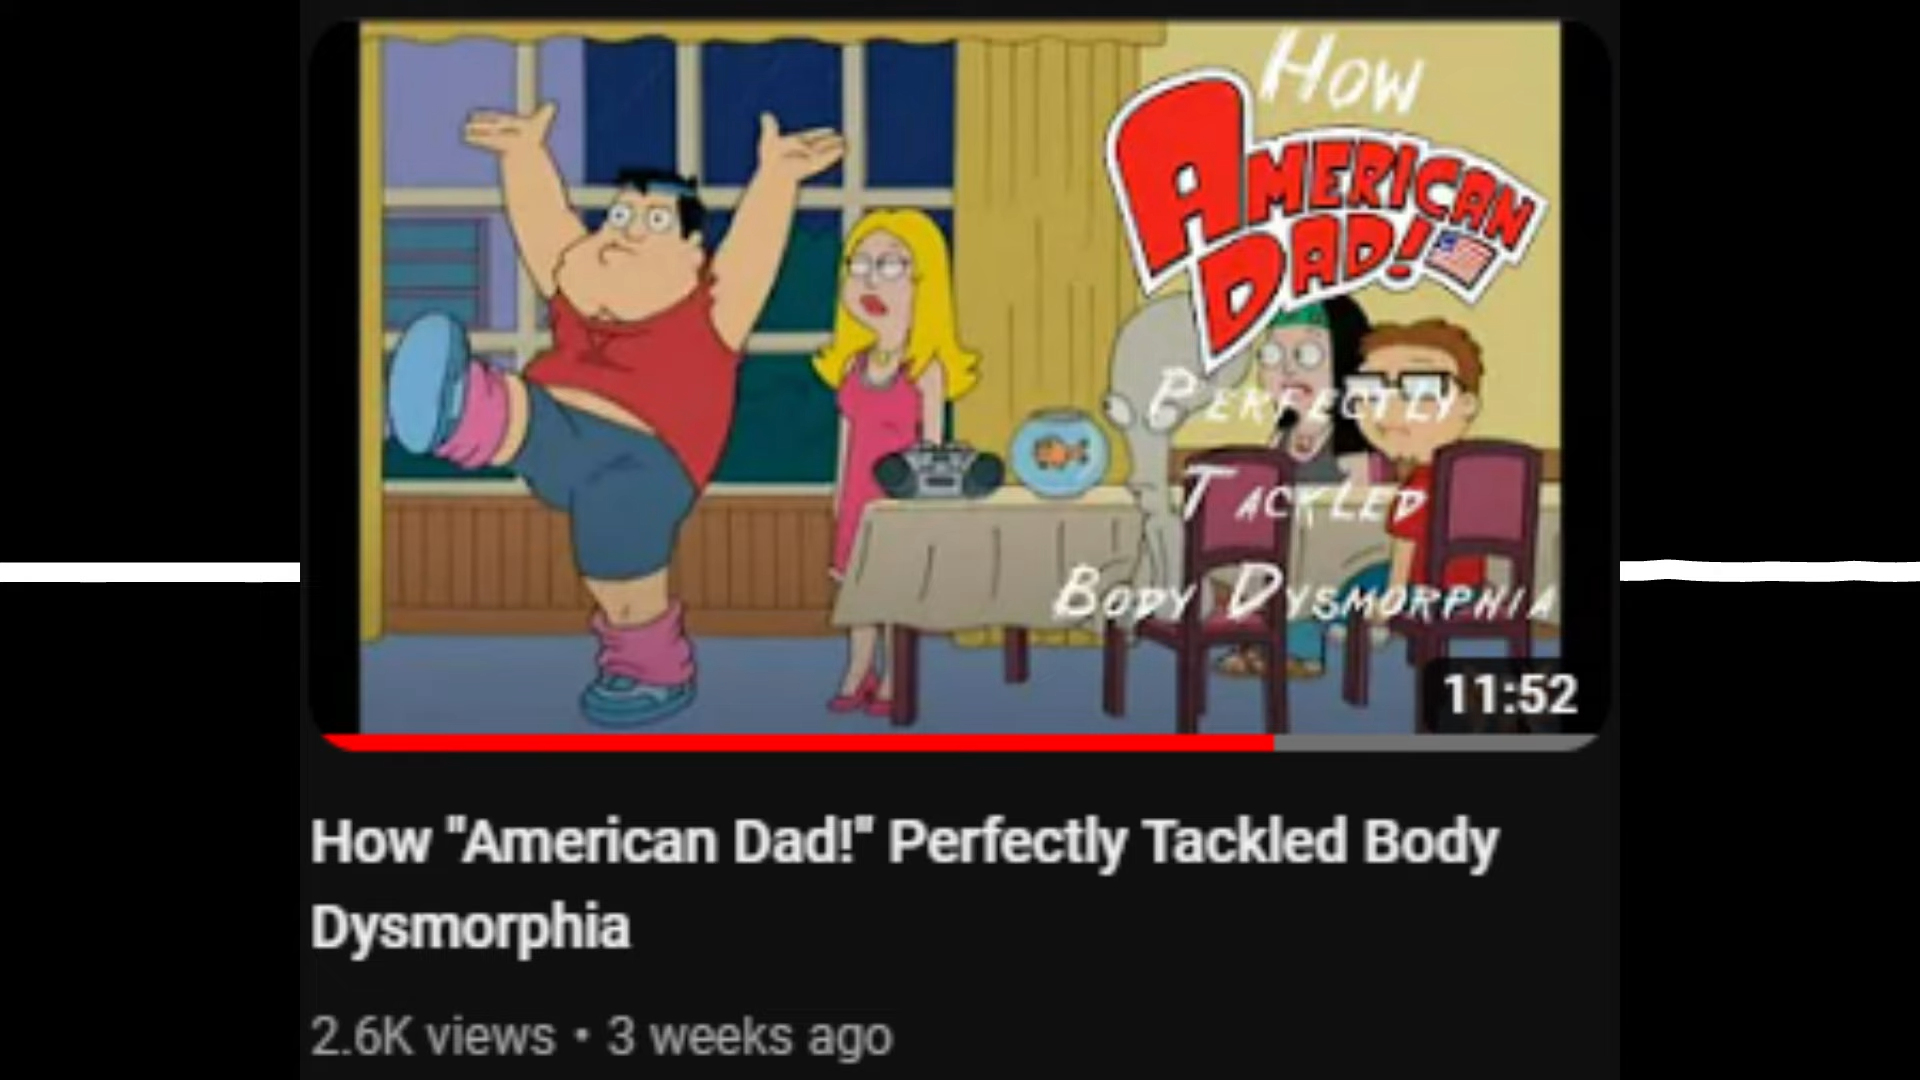 How
American
Dad!
Perfectly
Tackled
Body Dysmorphia
11:52
How "American Dad!" Perfectly Tackled Body
Dysmorphia
2.6K views • 3 weeks ago